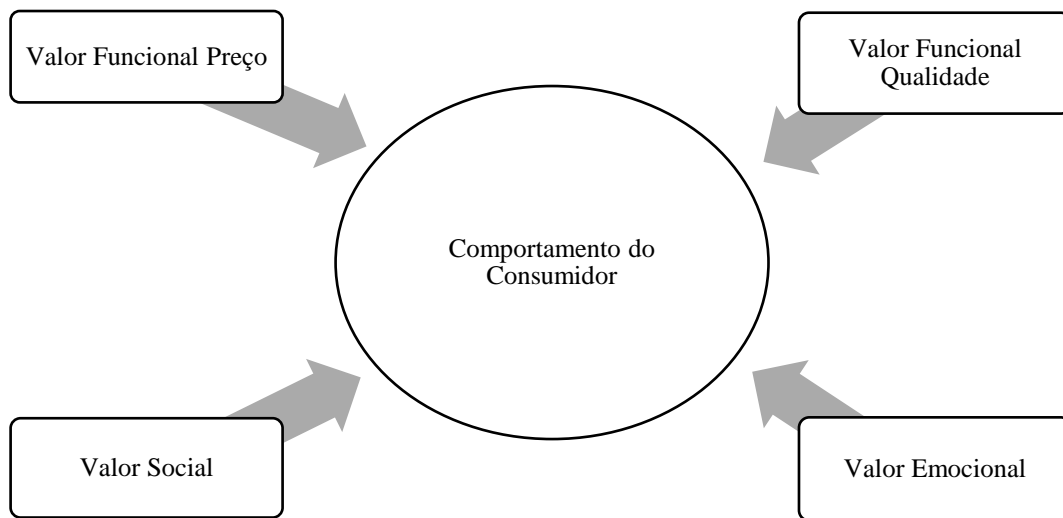 Valor Funcional Preço
Valor Funcional
Qualidade
Comportamento do
Consumidor
Valor Social
Valor Emocional